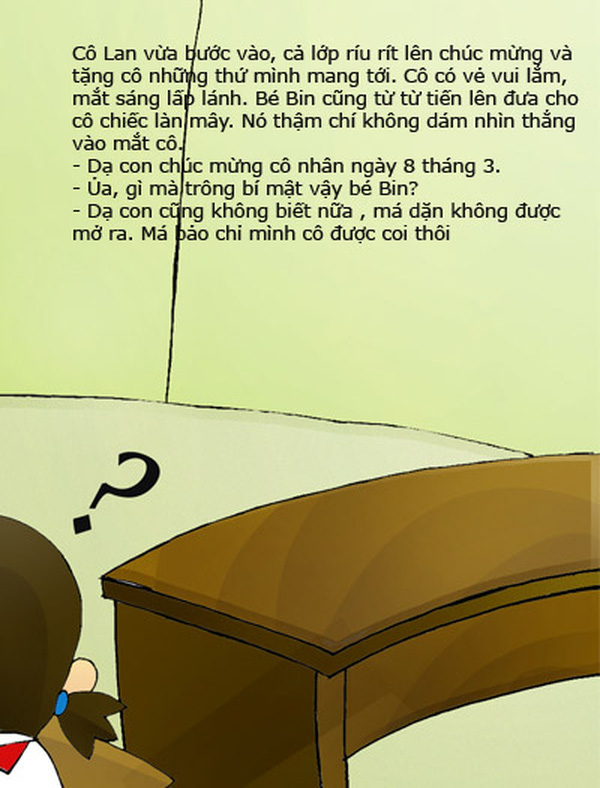 Cô Lan vừa bước vào, cả lớp ríu rít lên chúc mừng và
tặng cô những thứ mình mang tới. Cô có vẻ vui lắm,
mắt sáng lấp lánh. Bé Bin cũng từ từ tiến lên đưa cho
cô chiếc làn mây. Nó thậm chí không dám nhìn thẳng
vào mắt cô.
- Dạ con chúc mừng cô nhân ngày 8 tháng 3.
- Ủa, gì mà trông bí mật vậy bé Bin?
- Dạ con cũng không biết nữa , má dặn không được
mở ra. Má bảo chỉ mình cô được coi thôi
?